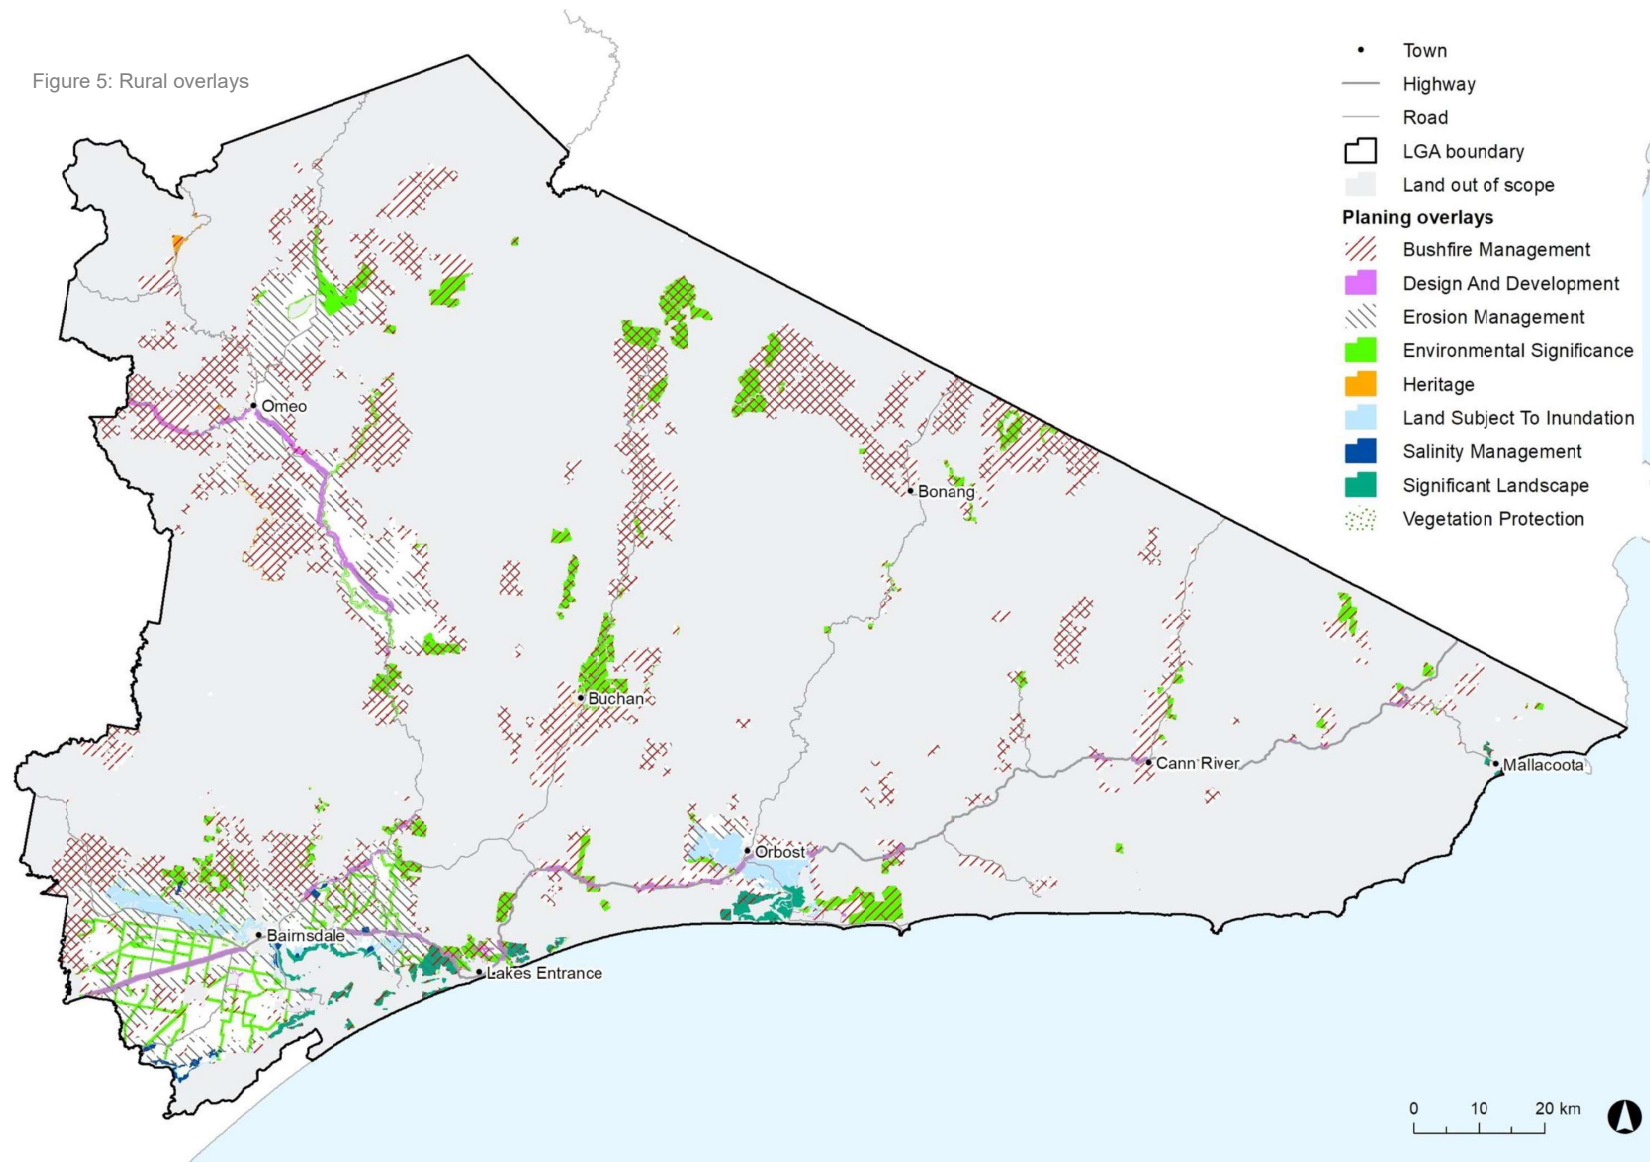 Figure 5: Rural overlays
Town
Highway
Road
LGA boundary
Land out of scope
Planing overlays
Bushfire Management
Design And Development
Erosion Management
Environmental Significance
Heritage
Land Subject To Inundation
Salinity Management
Significant Landscape
Vegetation Protection
Omeo
Bonang
Buchan
Cann River
Mallacoota
Orbost
Bairnsdale
Lakes Entrance
0 10 20 km